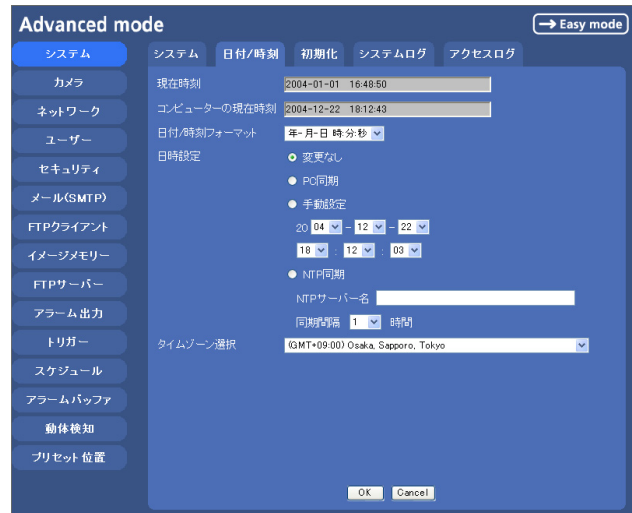 Advanced mode
→ Easy mode
システム
カメラ
ネットワーク
ユーザー
セキュリティ
メール(SMTP)
FTPクライアント
イメージメモリー
FTPサーバー
アラーム出力
トリガー
スケジュール
アラームバッファ
動体検知
プリセット位置
システム 日付/時刻 初期化 システムログ アクセスログ
現在時刻 2004-01-01 16:48:50
コンピューターの現在時刻 2004-12-22 18:12:43
日付/時刻フォーマット 年-月-日 時:分:秒
日時設定 変更なし
PC同期
手動設定
20 04 - 12 - 22
18 : 12 : 03
NTP同期
NTPサーバー名
同期間隔 1 時間
タイムゾーン選択 (GMT+09:00) Osaka, Sapporo, Tokyo
OK Cancel